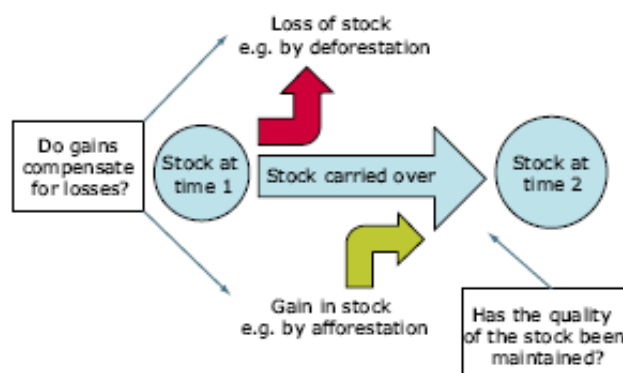 Loss of stock
e.g. by deforestation
Do gains
compensate
for losses?
Stock at
time 1
Stock carried over
Stock at
time 2
Gain in stock
e.g. by afforestation
Has the quality
of the stock been
maintained?